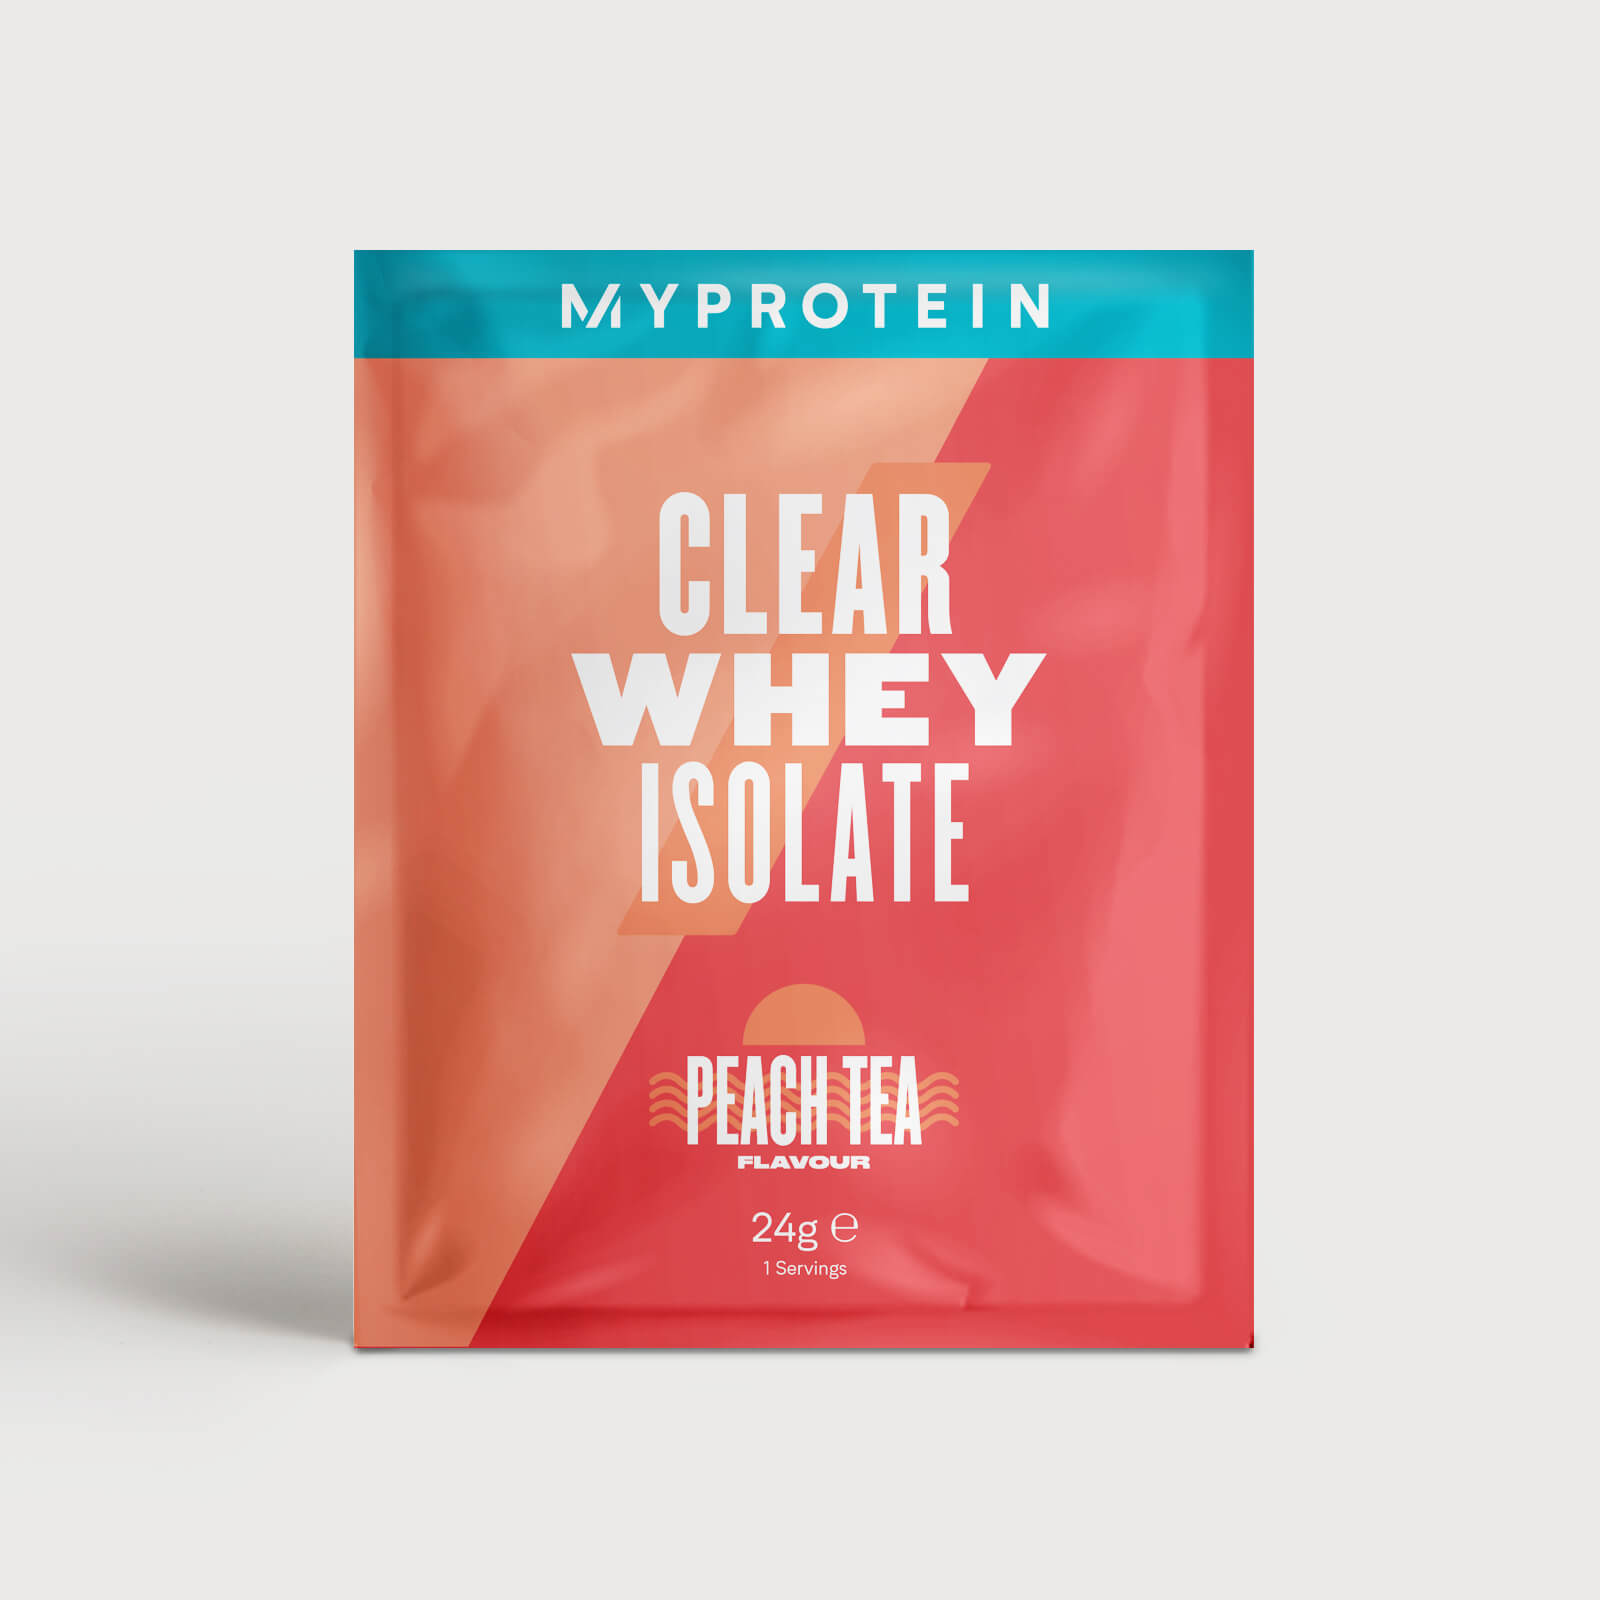 MYPROTEIN
CLEAR
WHEY
ISOLATE
PEACH TEA
FLAVOUR
24g ℮
1 Servings